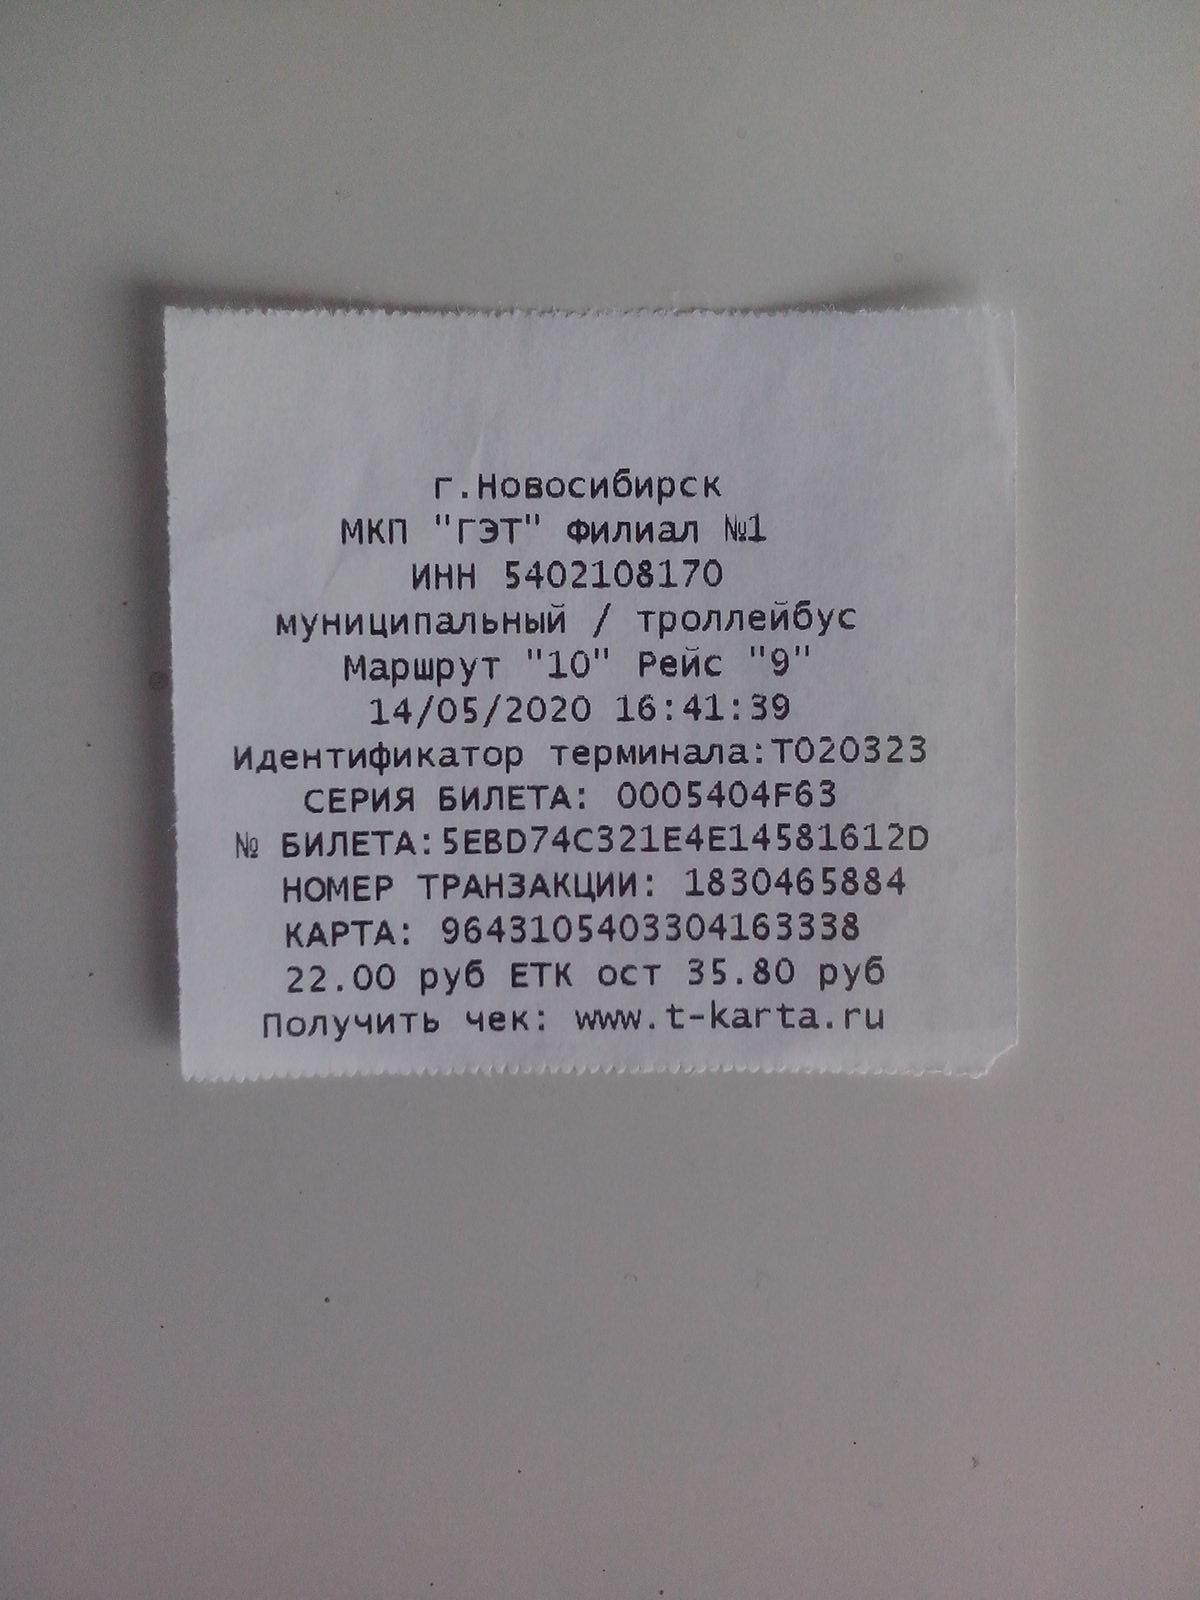 г.Новосибирск
МКП "ГЭТ" Филиал №1
ИНН 5402108170
муниципальный / троллейбус
Маршрут "10" Рейс "9"
14/05/2020 16:41:39
Идентификатор терминала:T020323
СЕРИЯ БИЛЕТА: 0005404F63
№ БИЛЕТА:5EBD74C321E4E14581612D
НОМЕР ТРАНЗАКЦИИ: 1830465884
КАРТА: 9643105403304163338
22.00 руб ЕТК ост 35.80 руб
Получить чек: www.t-karta.ru